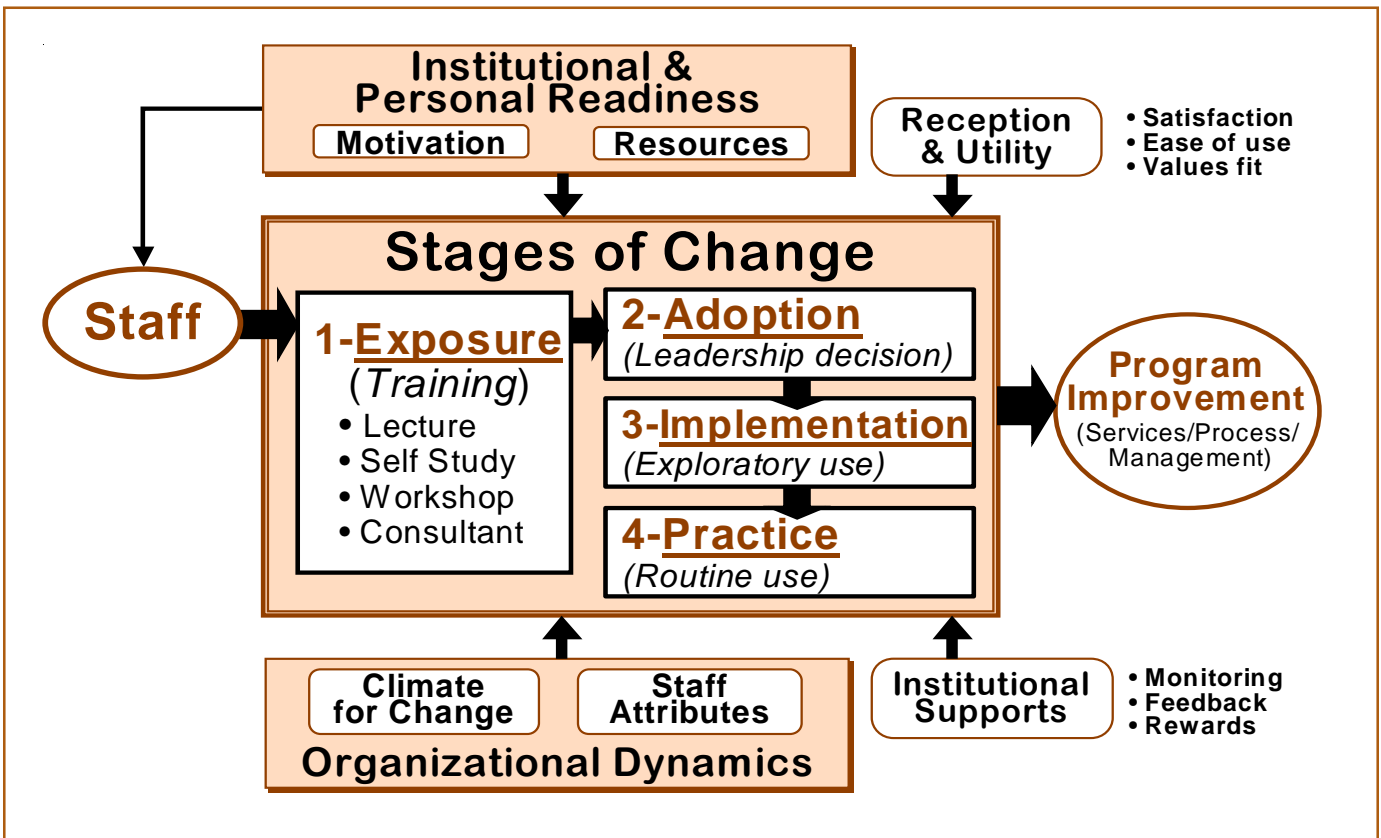 Institutional &
Personal Readiness
Motivation
Resources
Reception
& Utility
• Satisfaction
• Ease of use
• Values fit
Stages of Change
Staff
1-Exposure
(Training)
• Lecture
• Self Study
• Workshop
• Consultant
2-Adoption
(Leadership decision)
3-Implementation
(Exploratory use)
4-Practice
(Routine use)
Program
Improvement
(Services/Process/
Management)
Climate
for Change
Staff
Attributes
Organizational Dynamics
Institutional
Supports
• Monitoring
• Feedback
• Rewards